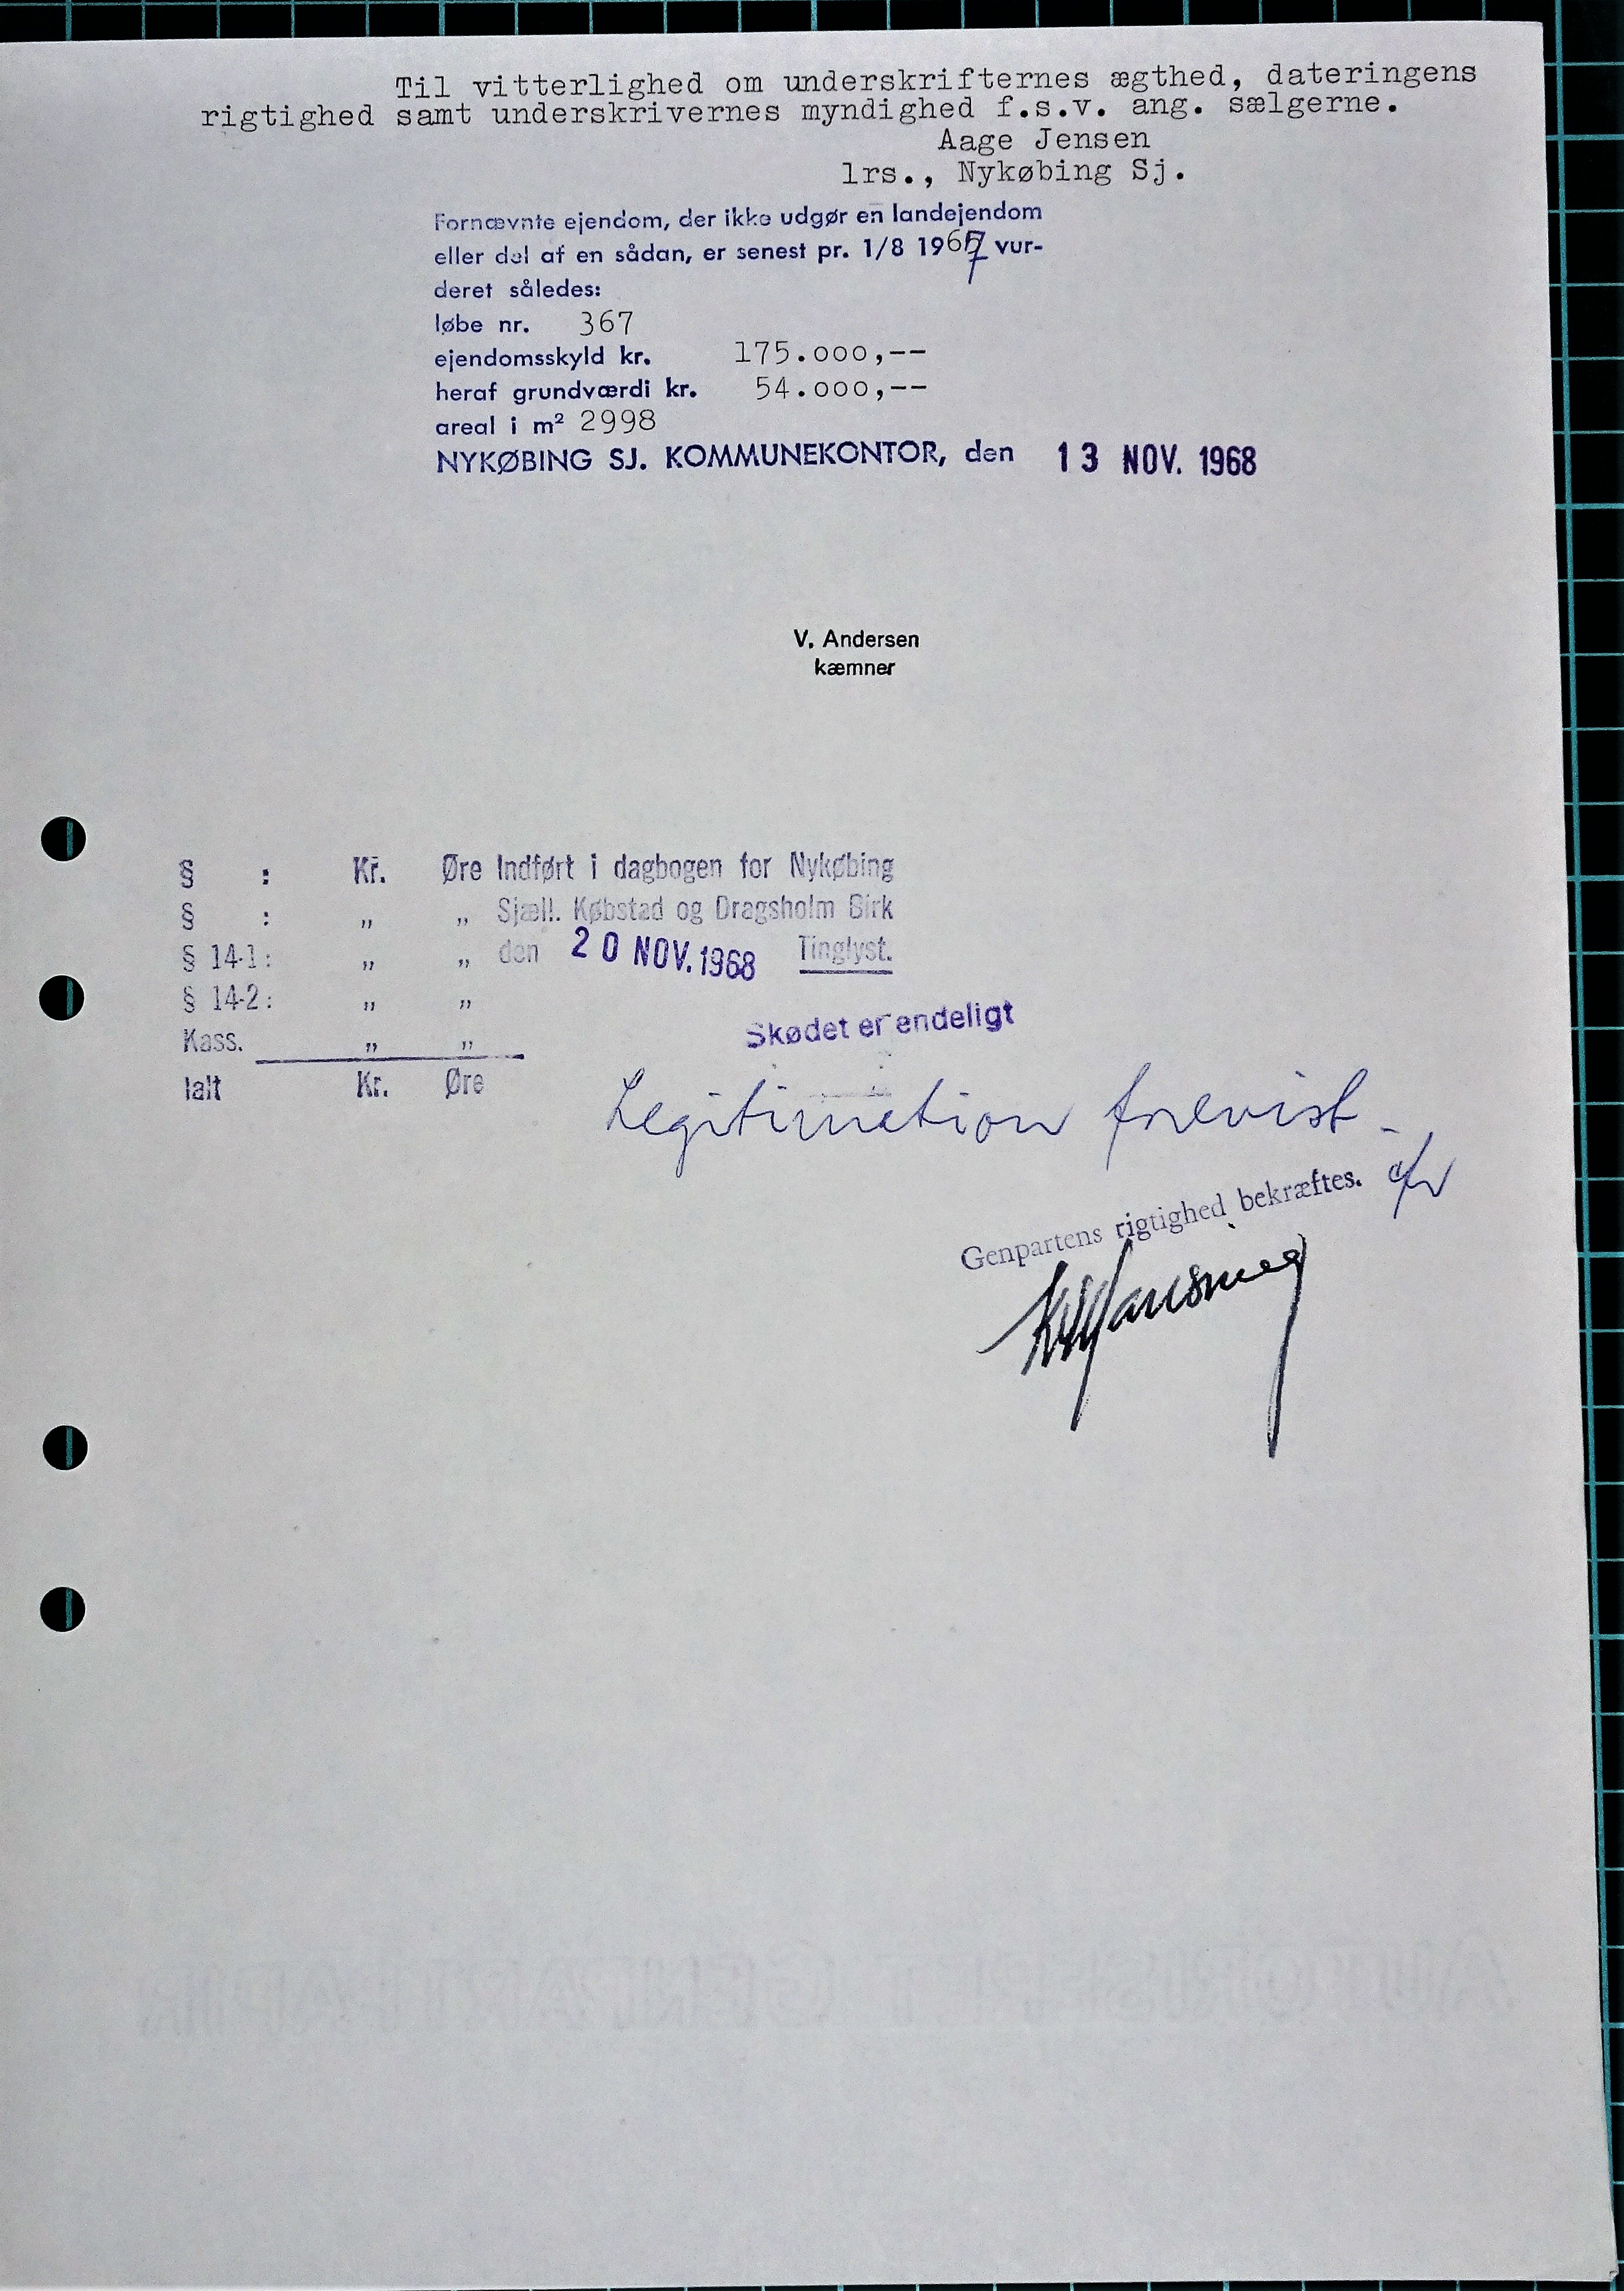 Til vitterlighed om underskrifternes ægthed, dateringens
rigtighed samt underskrivernes myndighed f.s.v. ang. sælgerne.
Aage Jensen
lrs., Nykøbing Sj.
Fornævnte ejendom, der ikke udgør en landejendom
eller del af en sådan, er senest pr. 1/8 1967 vur-
deret således:
løbe nr. 367
ejendomsskyld kr. 175.000,--
heraf grundværdi kr. 54.000,--
areal i m² 2998
NYKØBING SJ. KOMMUNEKONTOR, den 13 NOV. 1968
V. Andersen
kæmner
§ : Kr. Øre Indført i dagbogen for Nykøbing
§ : „ „ Sjæll. Købstad og Dragsholm Birk
§ 14-1: „ „ den 20 NOV. 1968 Tinglyst.
§ 14-2: „ „
Kass. „ „
Skødet er endeligt
Ialt Kr. Øre
Legitimation forevist.
Genpartens rigtighed bekræftes.
AUTORISERET GENPARTPAPIR